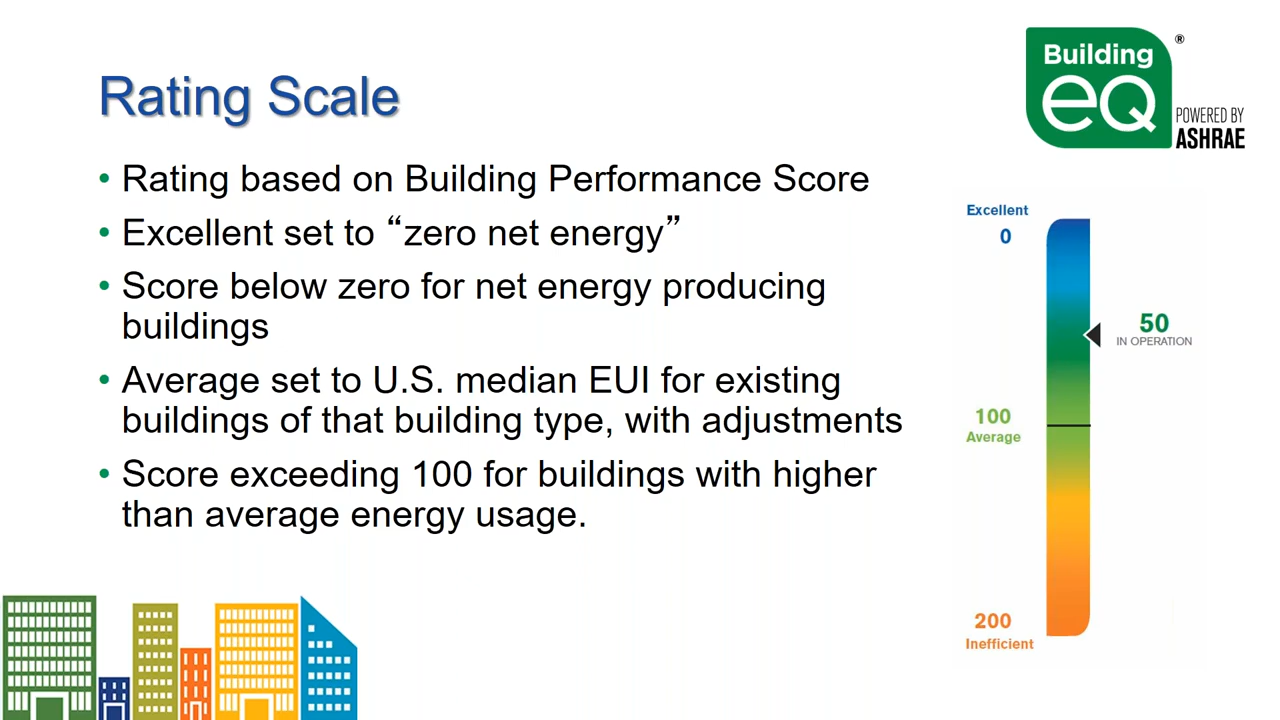 Rating Scale
Building
eQ
®
POWERED BY
ASHRAE
• Rating based on Building Performance Score
• Excellent set to “zero net energy”
• Score below zero for net energy producing
buildings
• Average set to U.S. median EUI for existing
buildings of that building type, with adjustments
• Score exceeding 100 for buildings with higher
than average energy usage.
Excellent
0
50
IN OPERATION
100
Average
200
Inefficient